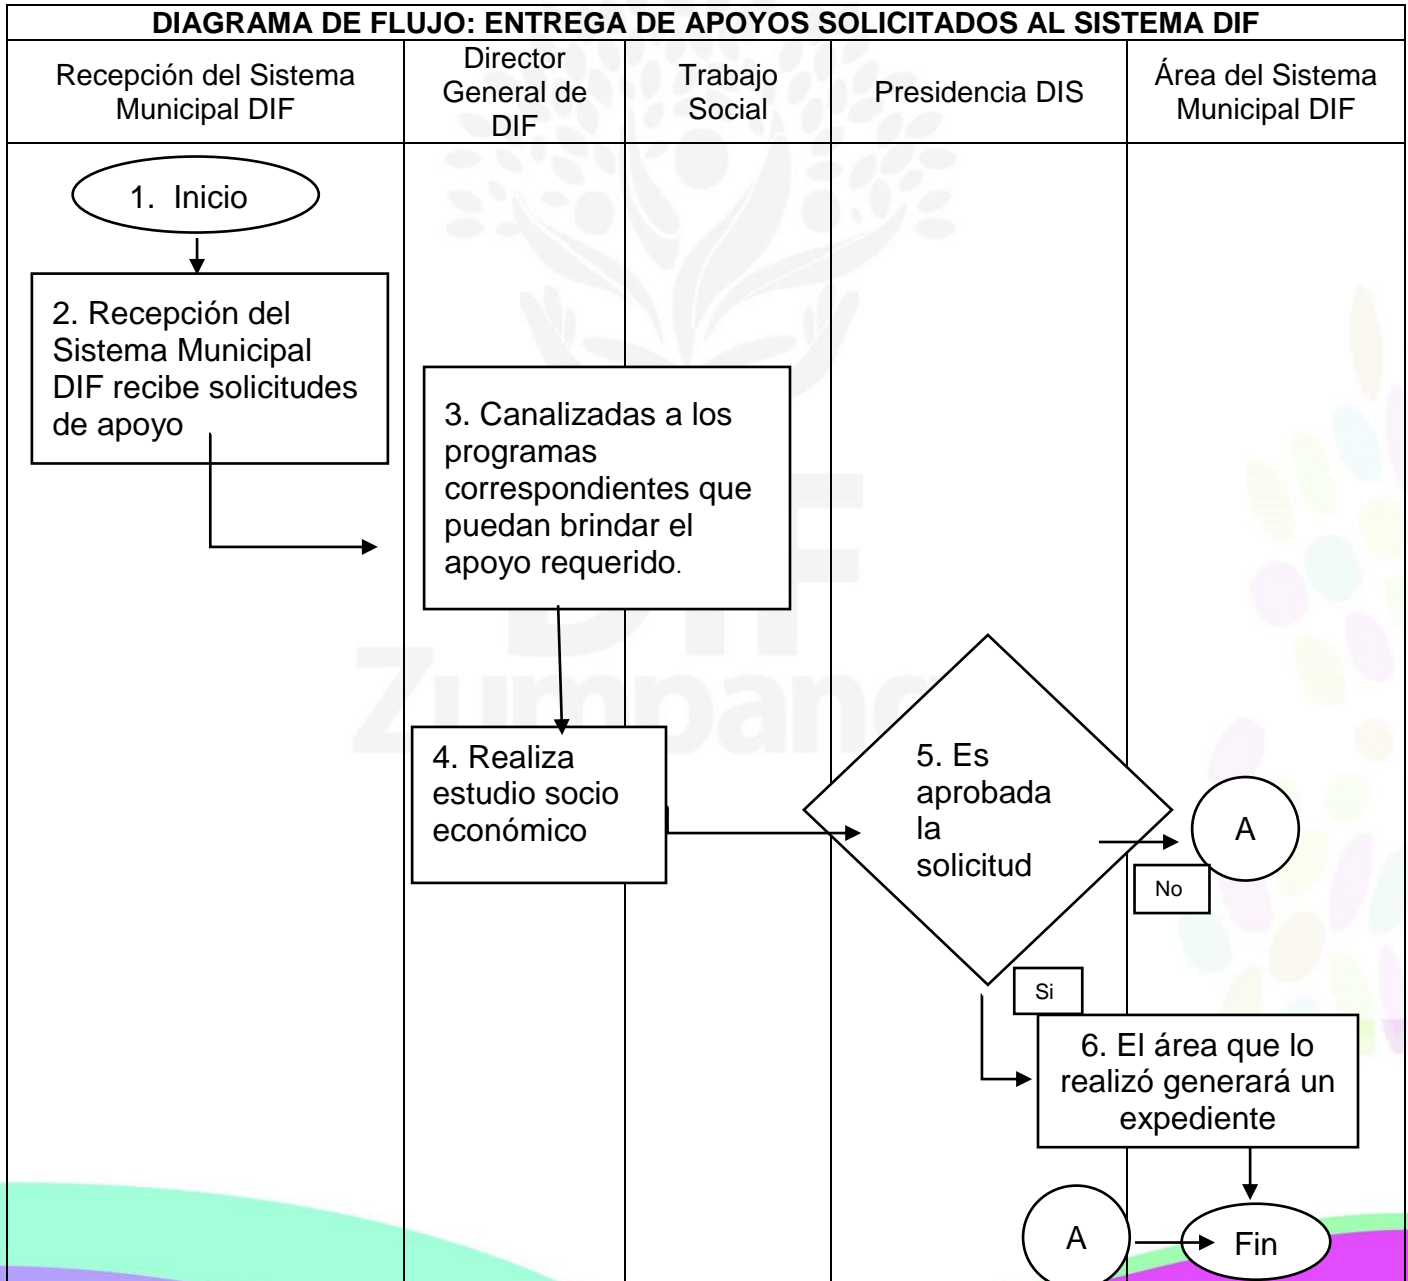 DIAGRAMA DE FLUJO: ENTREGA DE APOYOS SOLICITADOS AL SISTEMA DIF
Recepción del Sistema
Municipal DIF
Director
General de
DIF
Trabajo
Social
Presidencia DIS
Área del Sistema
Municipal DIF
1. Inicio
2. Recepción del
Sistema Municipal
DIF recibe solicitudes
de apoyo
3. Canalizadas a los
programas
correspondientes que
puedan brindar el
apoyo requerido.
4. Realiza
estudio socio
económico
5. Es
aprobada
la
solicitud
A
No
Si
6. El área que lo
realizó generará un
expediente
A
Fin
DIF
Zumpango